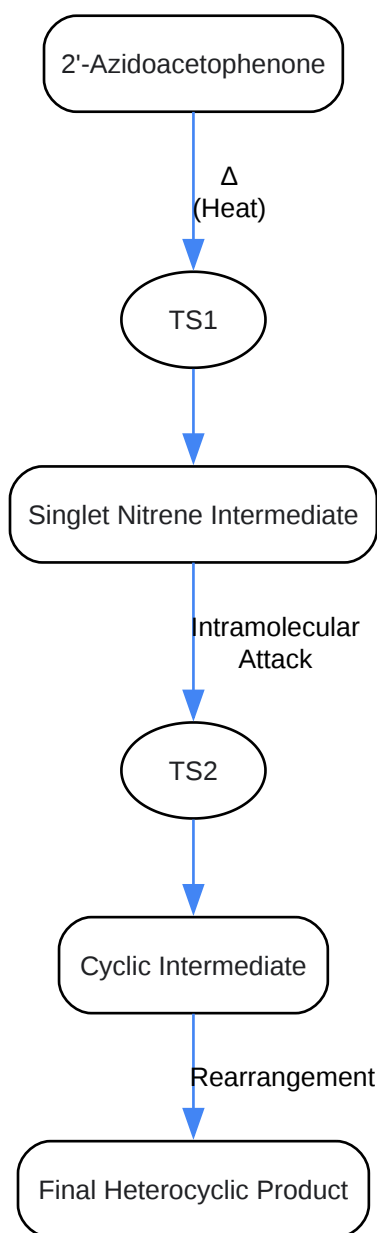 2'-Azidoacetophenone
Δ
(Heat)
TS1
Singlet Nitrene Intermediate
Intramolecular
Attack
TS2
Cyclic Intermediate
Rearrangement
Final Heterocyclic Product